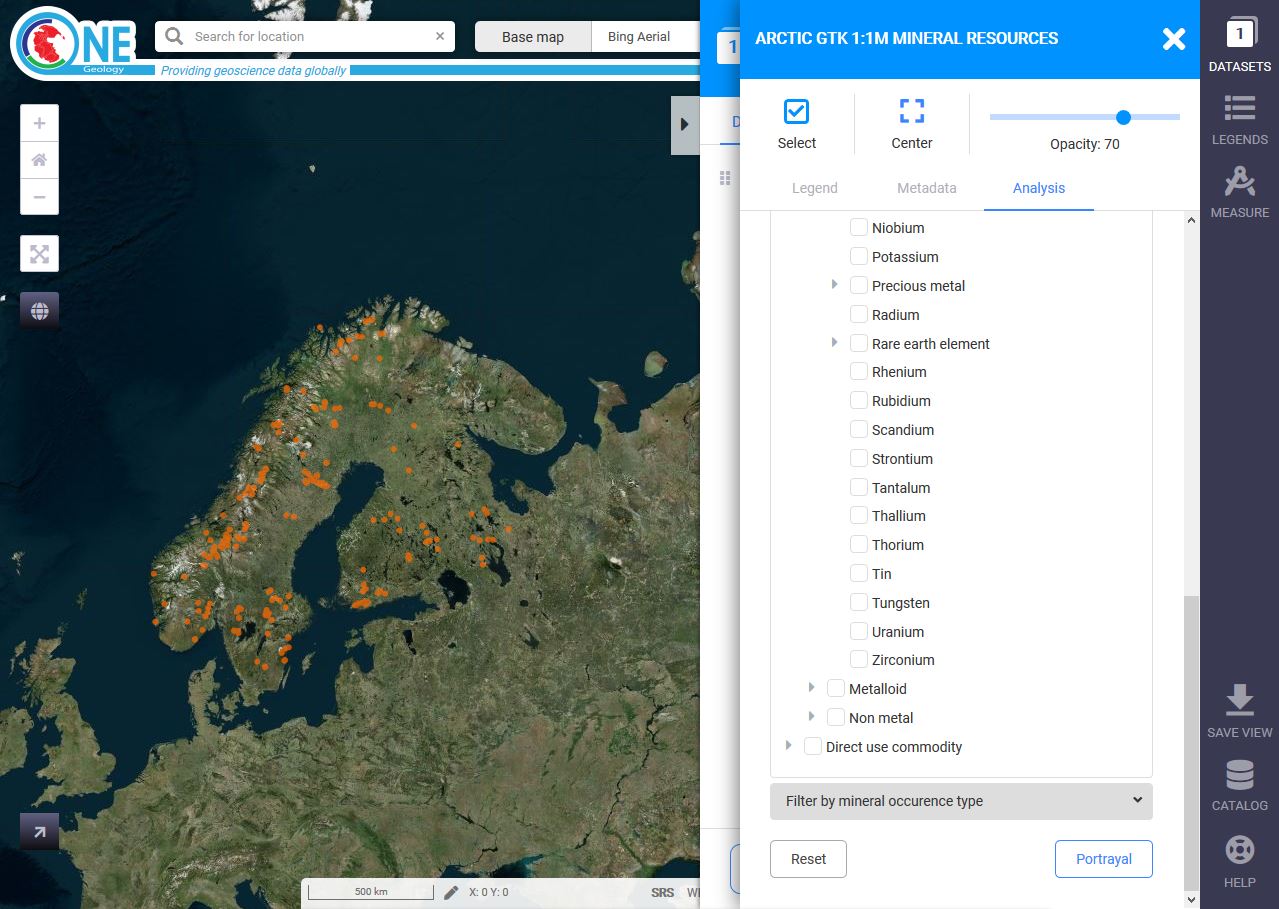 ONE
Geology
Providing geoscience data globally
Search for location
Base map
Bing Aerial
1
D
ARCTIC GTK 1:1M MINERAL RESOURCES
Select
Center
Opacity: 70
Legend
Metadata
Analysis
Niobium
Potassium
Precious metal
Radium
Rare earth element
Rhenium
Rubidium
Scandium
Strontium
Tantalum
Thallium
Thorium
Tin
Tungsten
Uranium
Zirconium
Metalloid
Non metal
Direct use commodity
Filter by mineral occurence type
Reset
Portrayal
500 km
X: 0 Y: 0
SRS
1
DATASETS
LEGENDS
MEASURE
SAVE VIEW
CATALOG
HELP